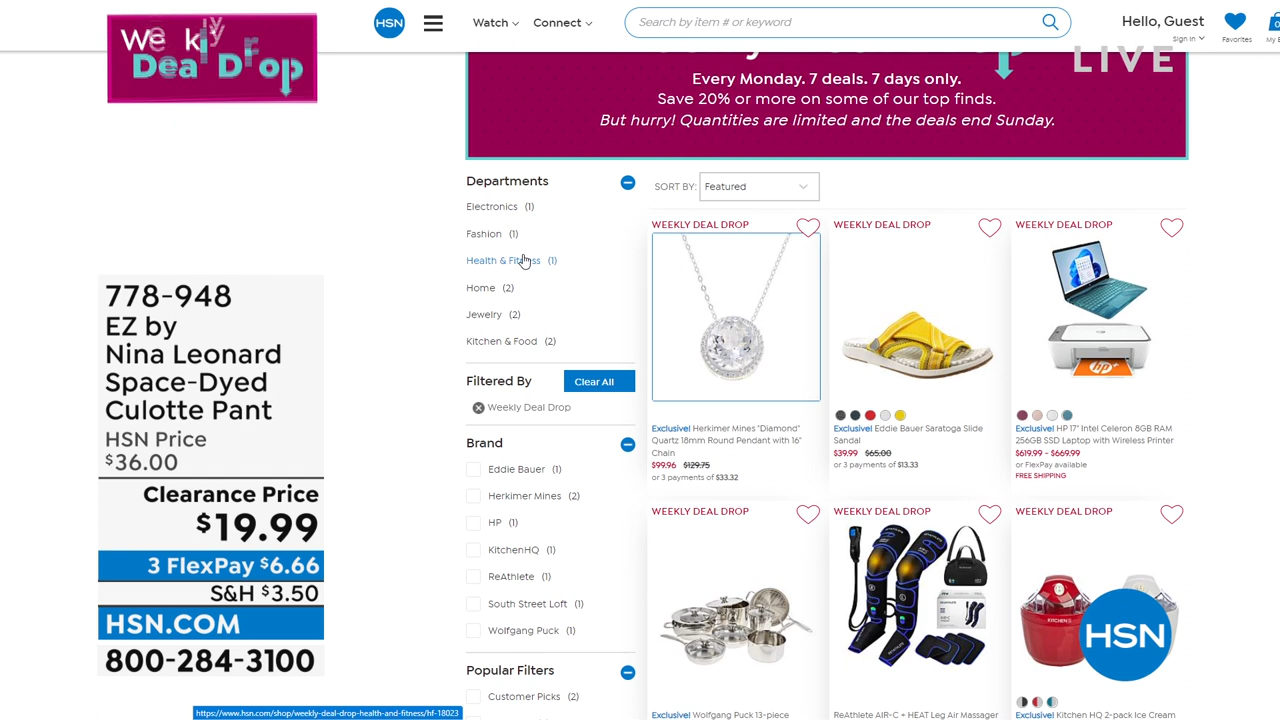 Weekly
Deal Drop
HSN
Watch
Connect
Search by item # or keyword
Hello, Guest
Sign In
Favorites
LIVE
Every Monday. 7 deals. 7 days only.
Save 20% or more on some of our top finds.
But hurry! Quantities are limited and the deals end Sunday.
Departments
Electronics (1)
Fashion (1)
Health & Fitness (1)
Home (2)
Jewelry (2)
Kitchen & Food (2)
Filtered By
Clear All
Weekly Deal Drop
Brand
Eddie Bauer (1)
Herkimer Mines (2)
HP (1)
KitchenHQ (1)
ReAthlete (1)
South Street Loft (1)
Wolfgang Puck (1)
Popular Filters
Customer Picks (2)
SORT BY: Featured
WEEKLY DEAL DROP
Exclusive! Herkimer Mines "Diamond"
Quartz 18mm Round Pendant with 16"
Chain
$99.96 $129.75
or 3 payments of $33.32
WEEKLY DEAL DROP
Exclusive! Eddie Bauer Saratoga Slide
Sandal
$39.99 $65.00
or 3 payments of $13.33
WEEKLY DEAL DROP
Exclusive! HP 17" Intel Celeron 8GB RAM
256GB SSD Laptop with Wireless Printer
$619.99 - $669.99
or FlexPay available
FREE SHIPPING
WEEKLY DEAL DROP
Exclusive! Wolfgang Puck 13-piece
WEEKLY DEAL DROP
ReAthlete AIR-C + HEAT Leg Air Massager
WEEKLY DEAL DROP
Exclusive! Kitchen HQ 2-pack Ice Cream
HSN
778-948
EZ by
Nina Leonard
Space-Dyed
Culotte Pant
HSN Price
$36.00
Clearance Price
$19.99
3 FlexPay $6.66
S&H $3.50
HSN.COM
800-284-3100
https://www.hsn.com/shop/weekly-deal-drop-health-and-fitness/hf-18023